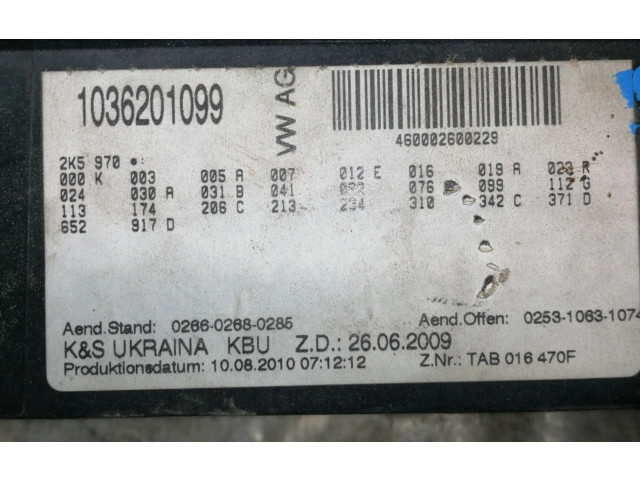 1036201099
VW AG
460002600229
2K5 970
000 K 003 005 A 007 012 E 016 019 A 023 R
024 030 A 031 B 041 076 099 112 G
113 174 206 C 213 234 310 342 C 371 D
652 917 D
Aend.Stand: 0266-0268-0285 Aend.Offen: 0253-1063-1074
K&S UKRAINA KBU Z.D.: 26.06.2009
Produktionsdatum: 10.08.2010 07:12:12 Z.Nr.: TAB 016 470F